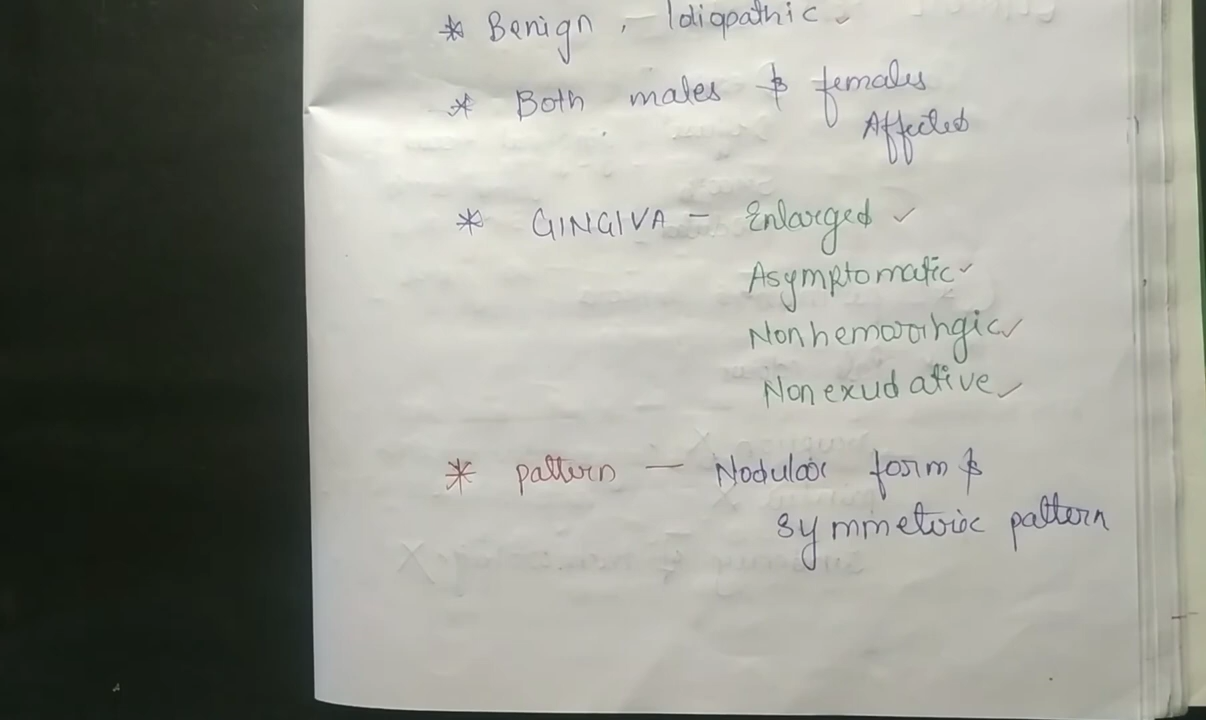 * Benign, Idiopathic ✓
* Both males & females
Affected
* GINGIVA - Enlarged ✓
Asymptomatic ✓
Nonhemorrhgic ✓
Nonexudative ✓
* pattern — Nodular form &
symmetric pattern